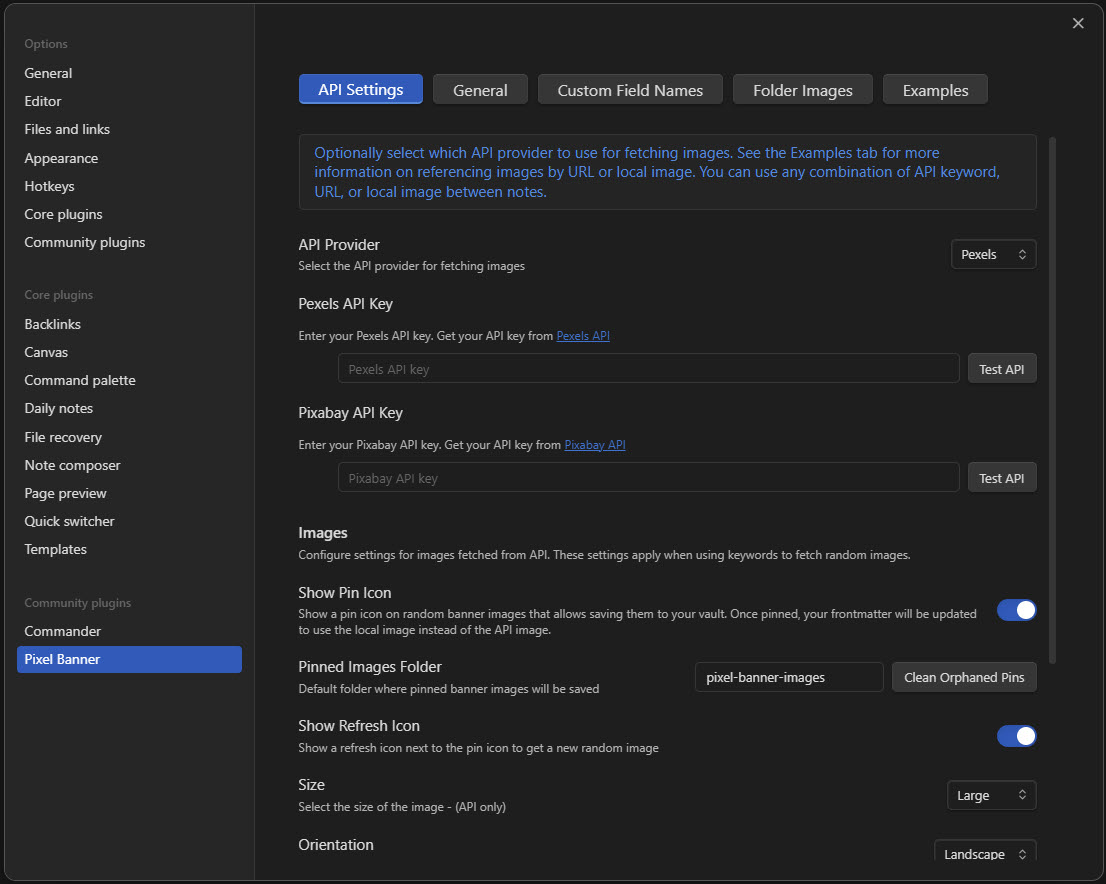 Options
General
Editor
Files and links
Appearance
Hotkeys
Core plugins
Community plugins
Core plugins
Backlinks
Canvas
Command palette
Daily notes
File recovery
Note composer
Page preview
Quick switcher
Templates
Community plugins
Commander
Pixel Banner
API Settings General Custom Field Names Folder Images Examples
Optionally select which API provider to use for fetching images. See the Examples tab for more
information on referencing images by URL or local image. You can use any combination of API keyword,
URL, or local image between notes.
API Provider
Select the API provider for fetching images
Pexels
Pexels API Key
Enter your Pexels API key. Get your API key from Pexels API
Pexels API key Test API
Pixabay API Key
Enter your Pixabay API key. Get your API key from Pixabay API
Pixabay API key Test API
Images
Configure settings for images fetched from API. These settings apply when using keywords to fetch random images.
Show Pin Icon
Show a pin icon on random banner images that allows saving them to your vault. Once pinned, your frontmatter will be updated
to use the local image instead of the API image.
Pinned Images Folder
Default folder where pinned banner images will be saved
pixel-banner-images Clean Orphaned Pins
Show Refresh Icon
Show a refresh icon next to the pin icon to get a new random image
Size
Select the size of the image - (API only)
Large
Orientation
Landscape